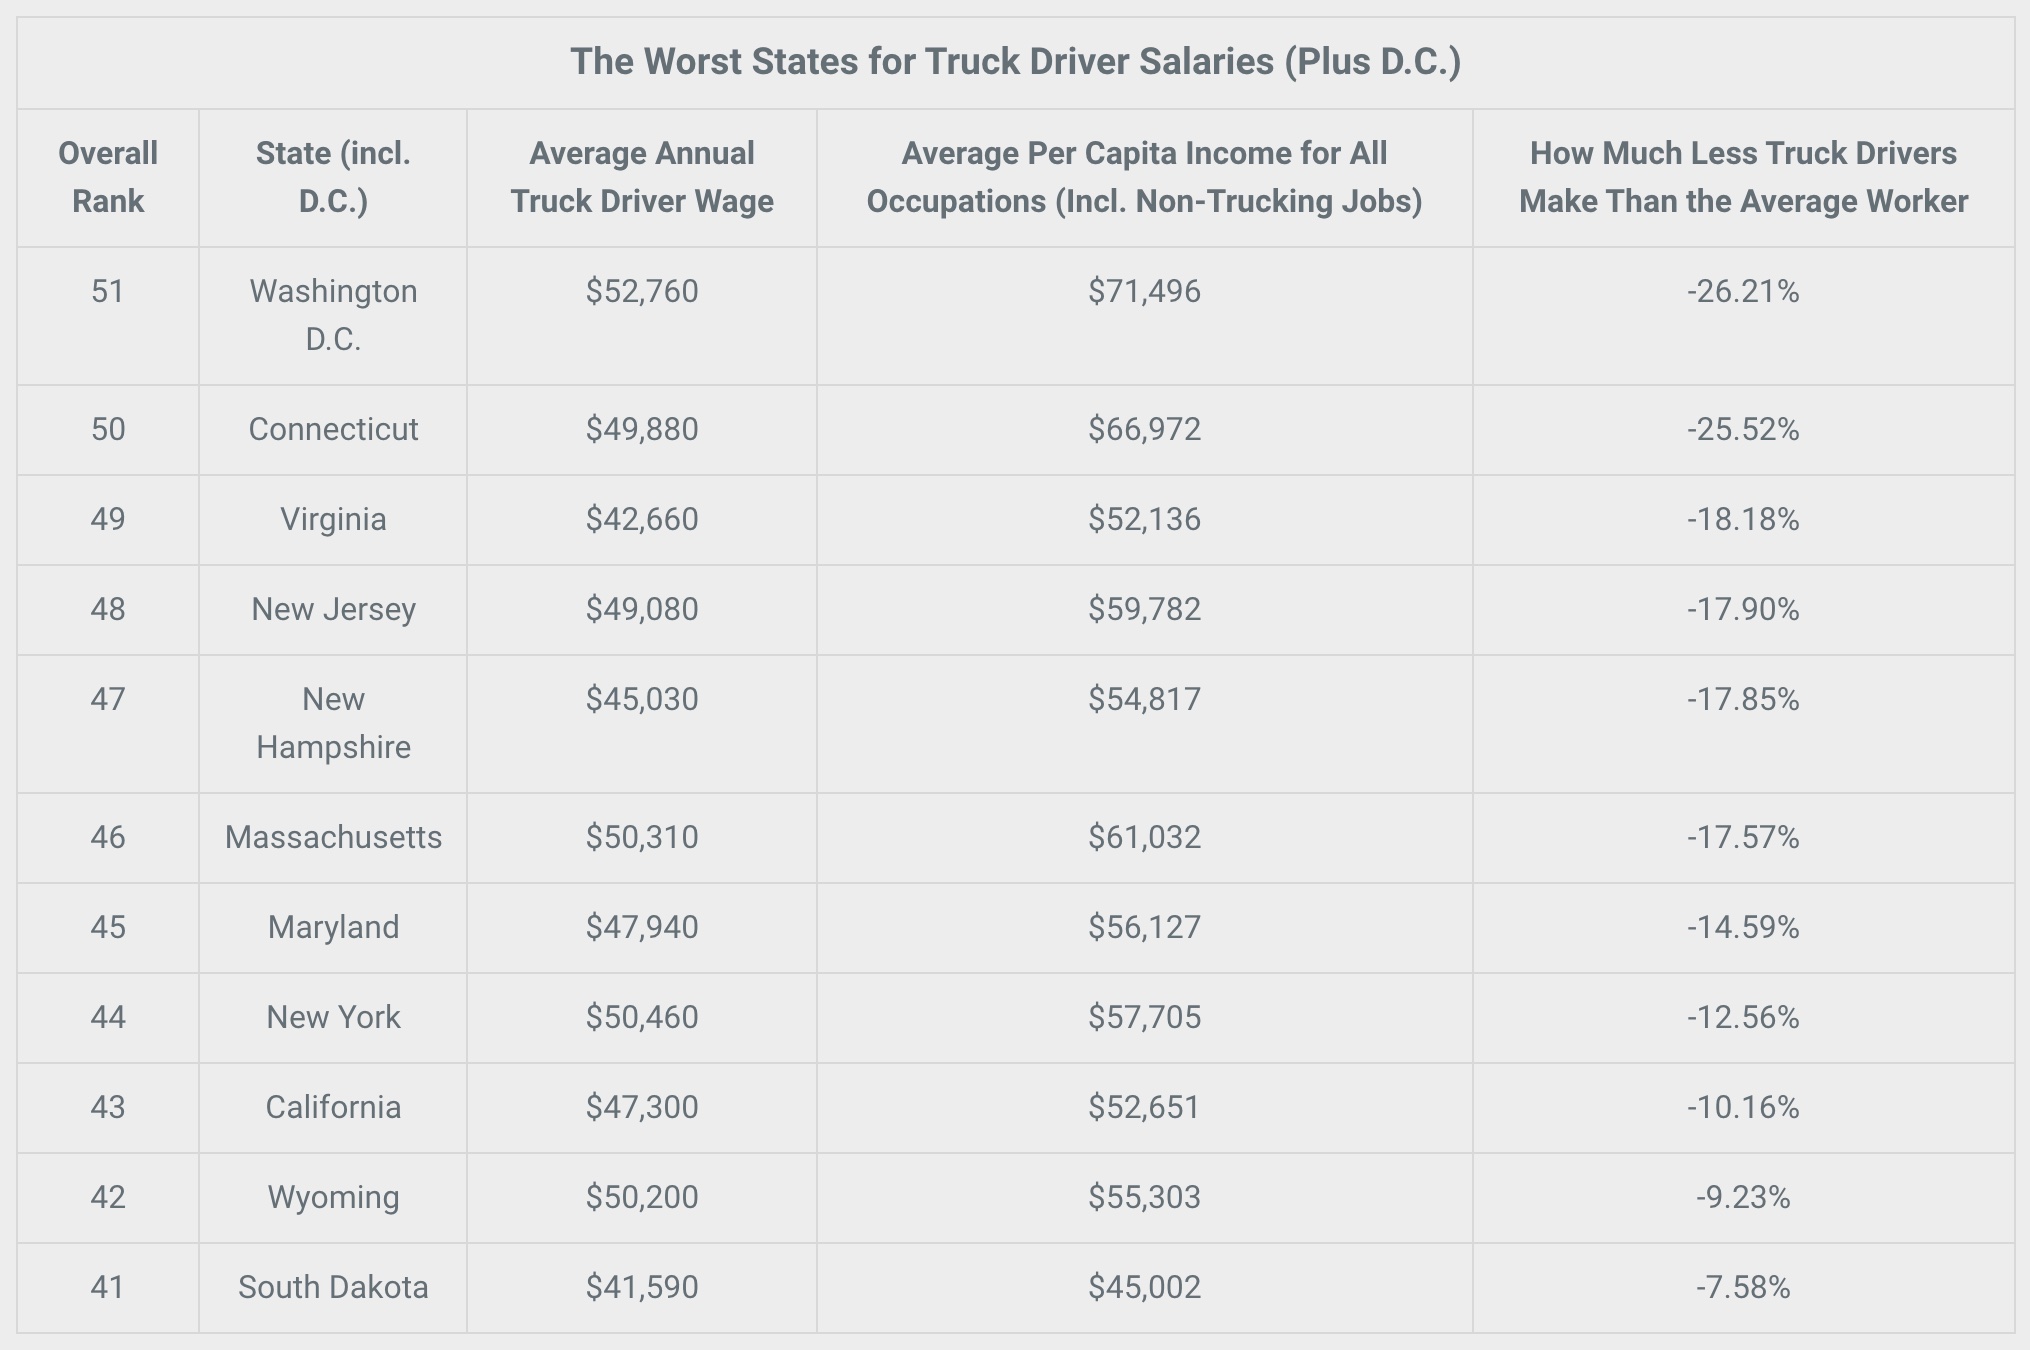 The Worst States for Truck Driver Salaries (Plus D.C.)
Overall Rank | State (incl. D.C.) | Average Annual Truck Driver Wage | Average Per Capita Income for All Occupations (Incl. Non-Trucking Jobs) | How Much Less Truck Drivers Make Than the Average Worker
51 | Washington D.C. | $52,760 | $71,496 | -26.21%
50 | Connecticut | $49,880 | $66,972 | -25.52%
49 | Virginia | $42,660 | $52,136 | -18.18%
48 | New Jersey | $49,080 | $59,782 | -17.90%
47 | New Hampshire | $45,030 | $54,817 | -17.85%
46 | Massachusetts | $50,310 | $61,032 | -17.57%
45 | Maryland | $47,940 | $56,127 | -14.59%
44 | New York | $50,460 | $57,705 | -12.56%
43 | California | $47,300 | $52,651 | -10.16%
42 | Wyoming | $50,200 | $55,303 | -9.23%
41 | South Dakota | $41,590 | $45,002 | -7.58%